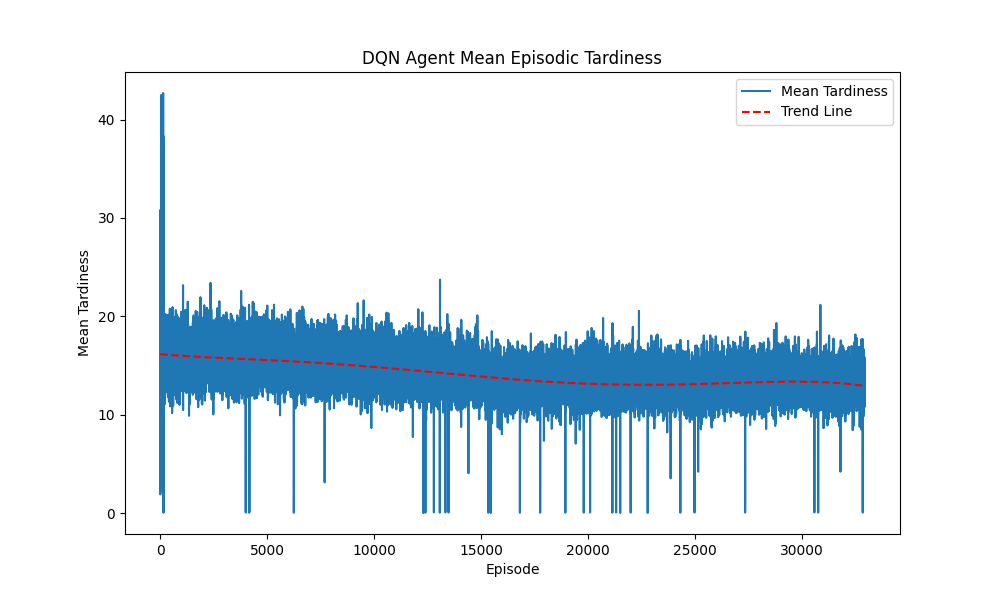 DQN Agent Mean Episodic Tardiness
Mean Tardiness
Trend Line
Mean Tardiness
40
30
20
10
0
0 5000 10000 15000 20000 25000 30000
Episode